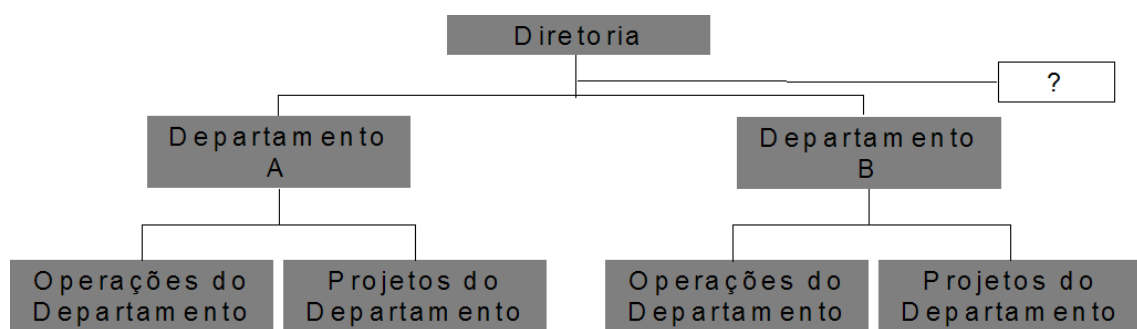 Diretoria
?
Departamento
A
Departamento
B
Operações do
Departamento
Projetos do
Departamento
Operações do
Departamento
Projetos do
Departamento